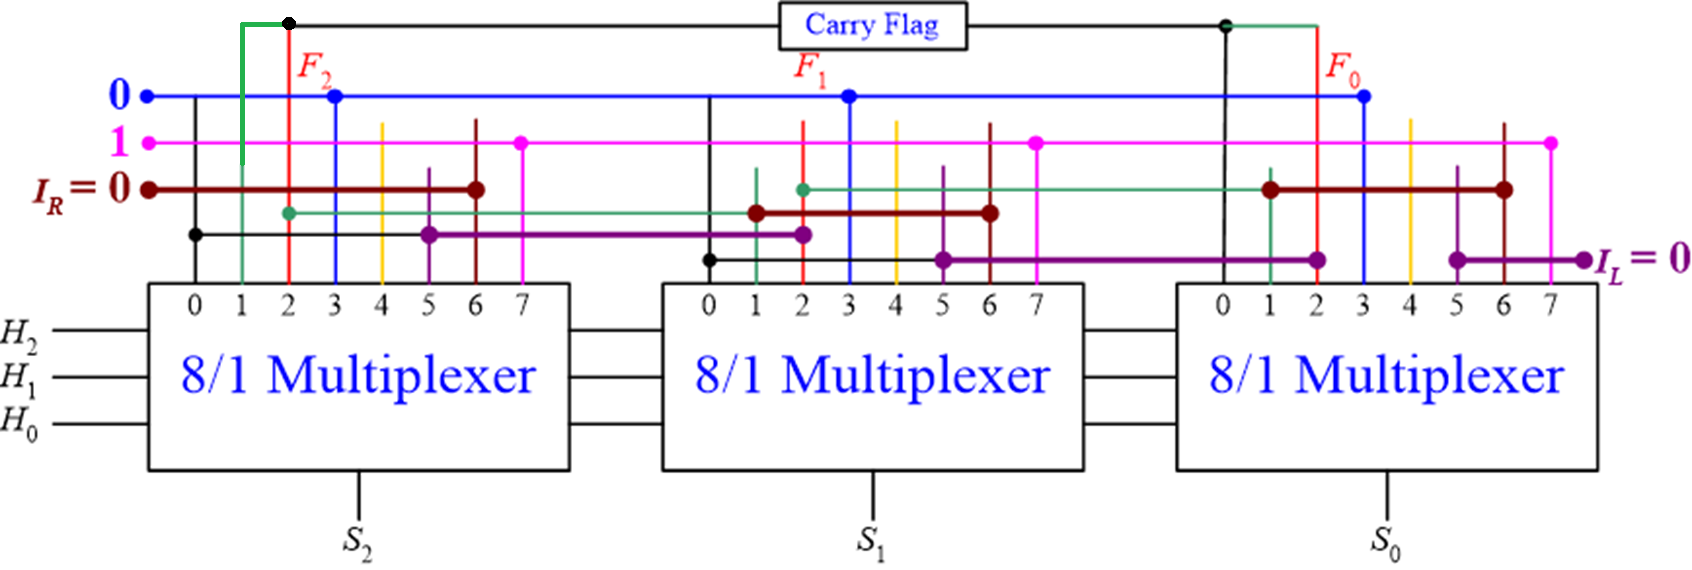 Carry Flag
F2 F1 F0
0
1
IR = 0
IL = 0
0 1 2 3 4 5 6 7 0 1 2 3 4 5 6 7 0 1 2 3 4 5 6 7
H2
8/1 Multiplexer 8/1 Multiplexer 8/1 Multiplexer
H1
H0
S2 S1 S0